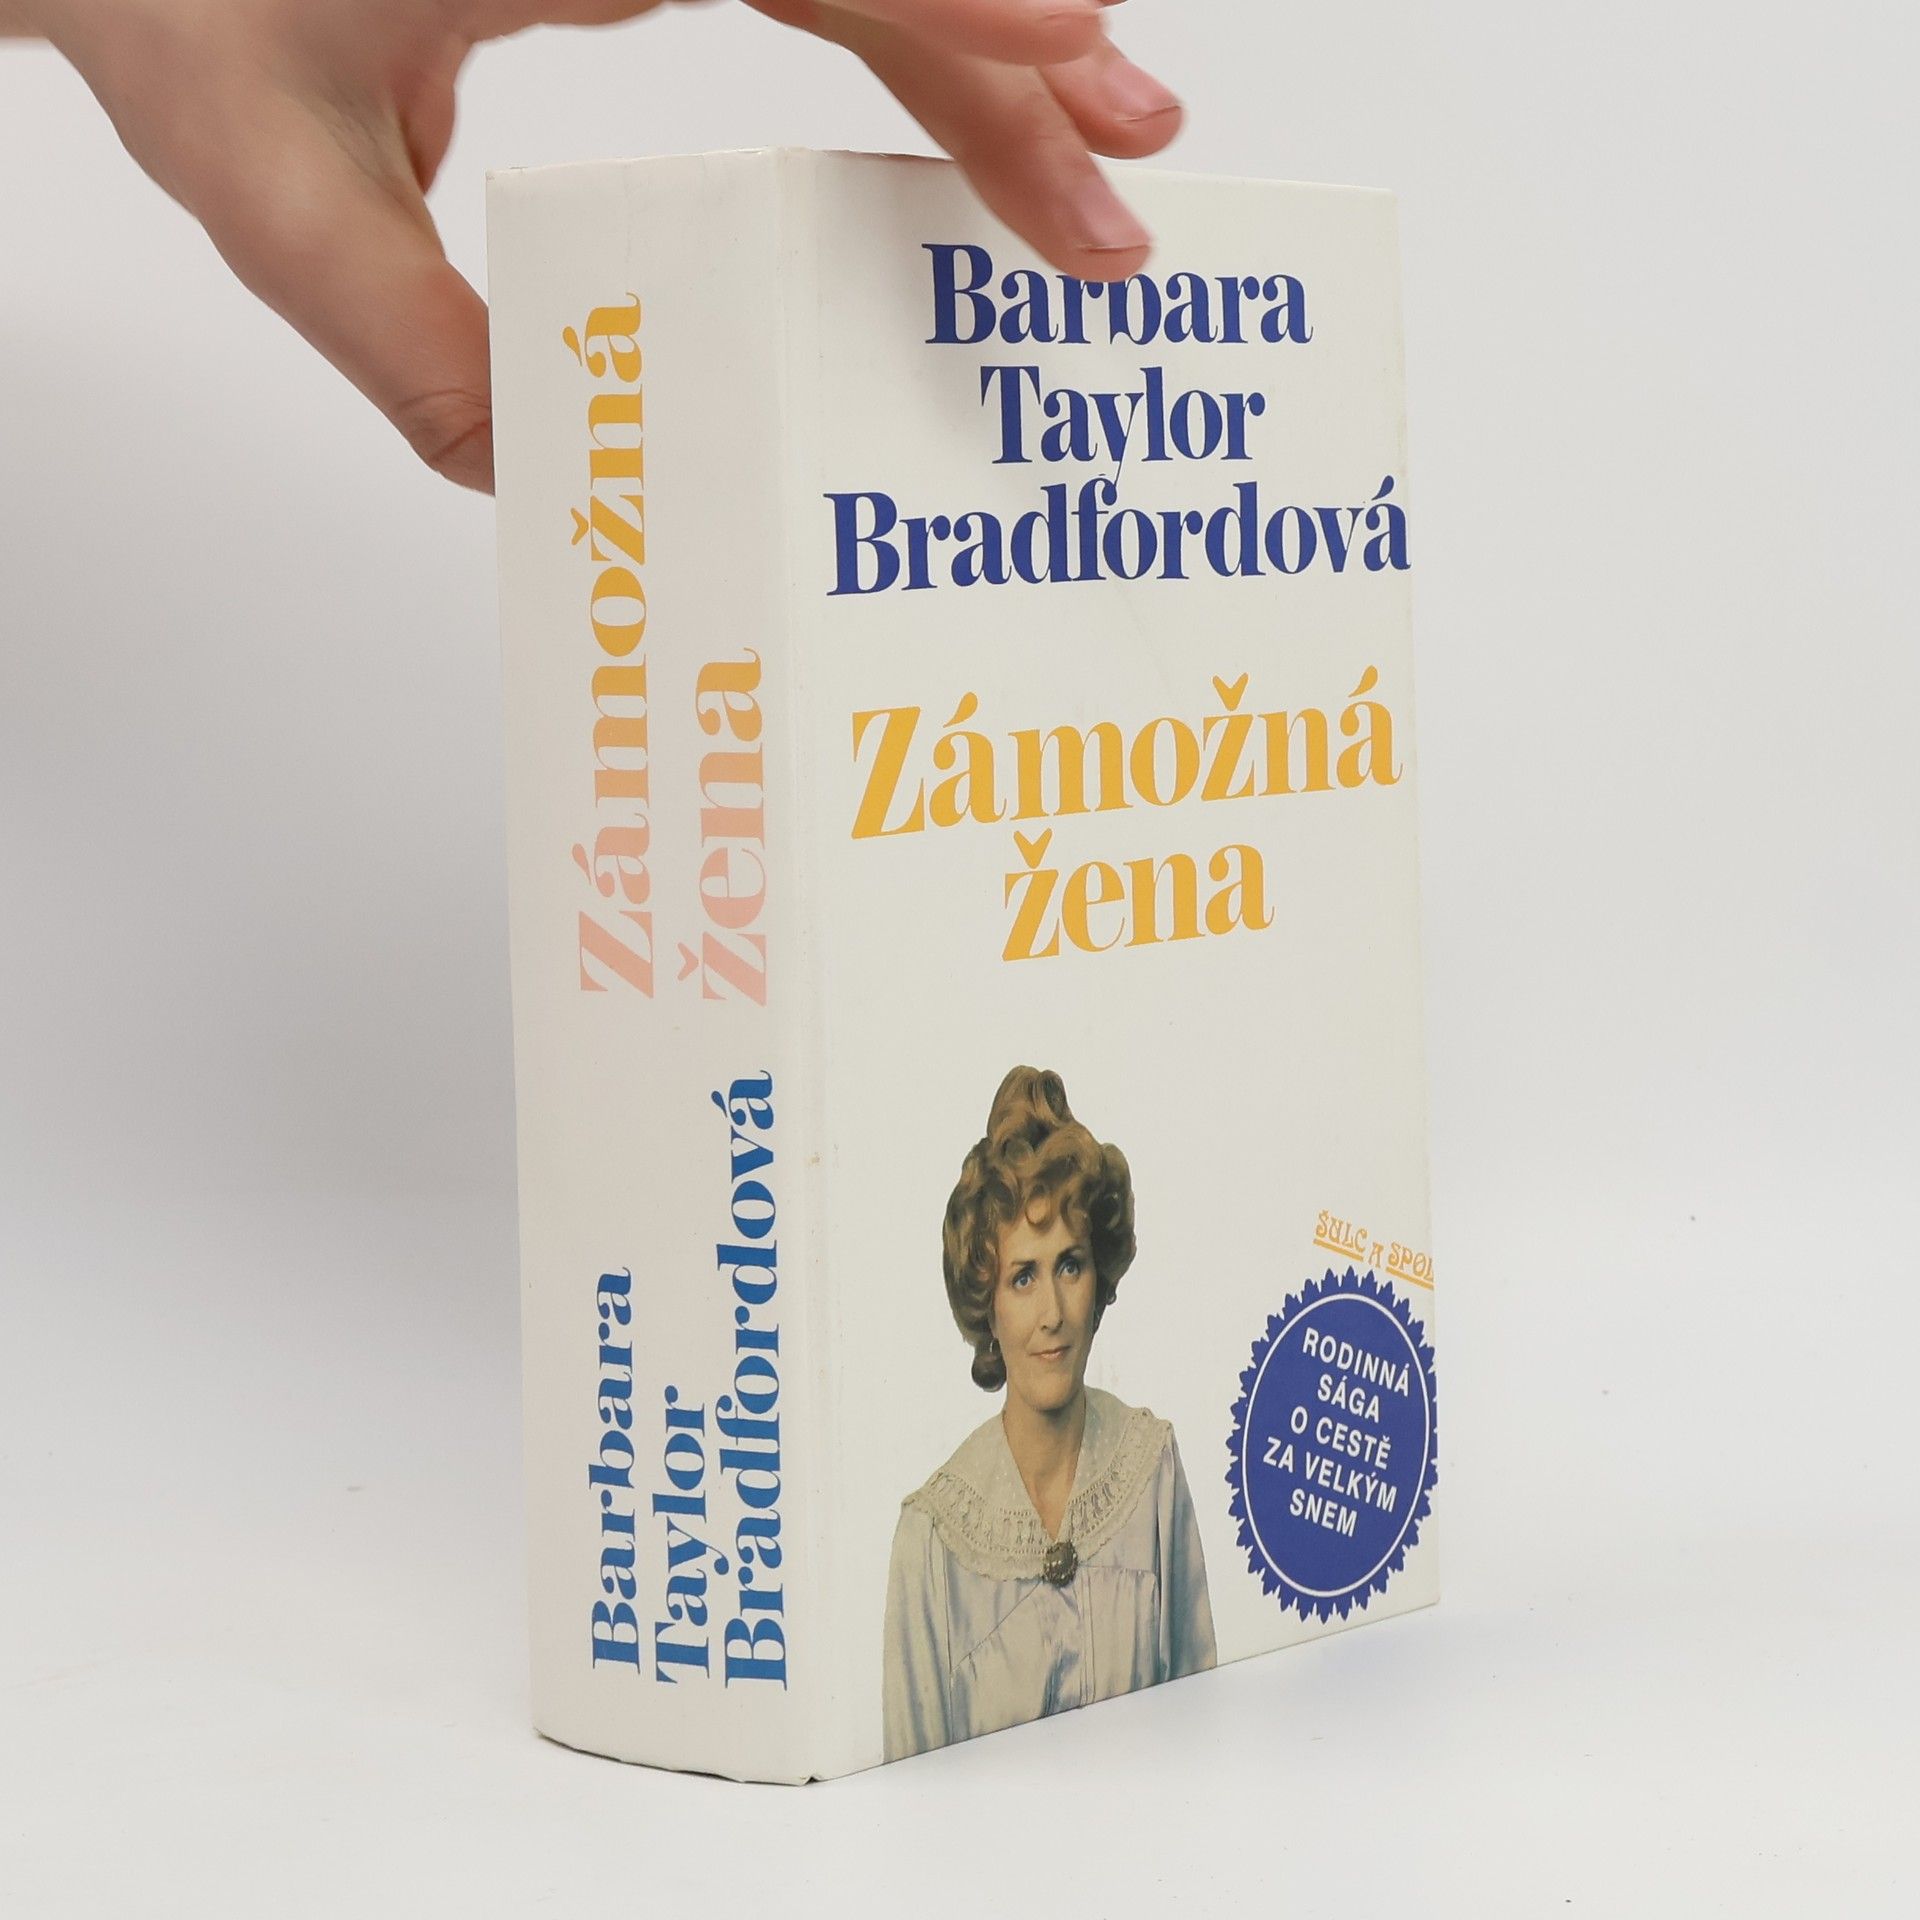 Zámožná
žena
Barbara
Taylor
Bradfordová
Barbara
Taylor
Bradfordová
Zámožná
žena
ŠULC A SPOL
RODINNÁ
SÁGA
O CESTĚ
ZA VELKÝM
SNEM